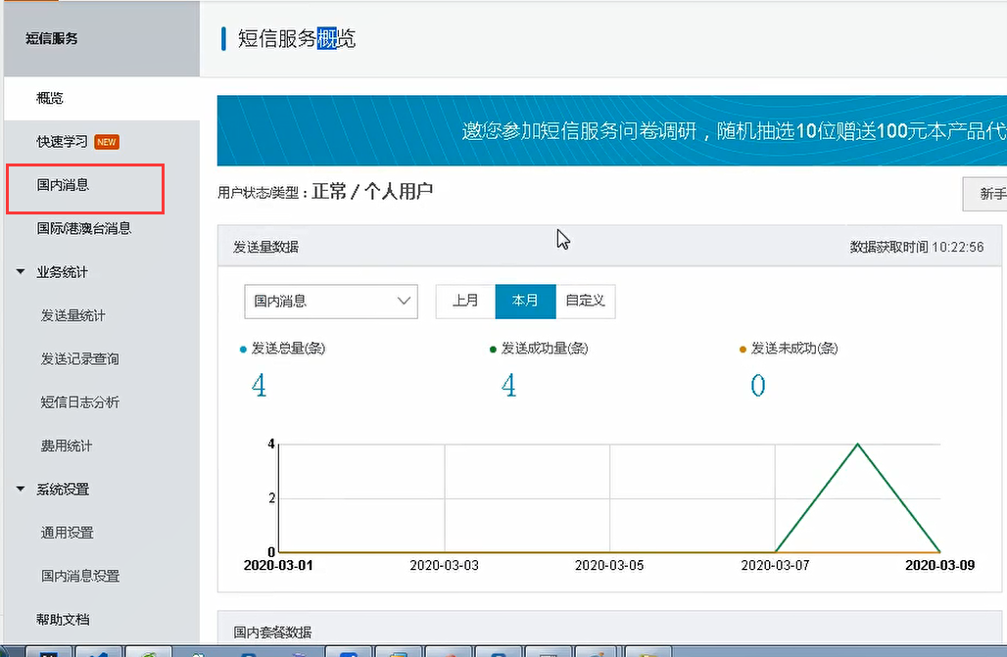 短信服务
概览
快速学习 NEW
国内消息
国际/港澳台消息
业务统计
发送量统计
发送记录查询
短信日志分析
费用统计
系统设置
通用设置
国内消息设置
帮助文档
短信服务概览
邀您参加短信服务问卷调研，随机抽选10位赠送100元本产品代
用户状态/类型：正常 / 个人用户
新手
发送量数据
数据获取时间 10:22:56
国内消息
上月 本月 自定义
发送总量(条) 发送成功量(条) 发送未成功(条)
4 4 0
4
2
0
2020-03-01 2020-03-03 2020-03-05 2020-03-07 2020-03-09
国内套餐数据